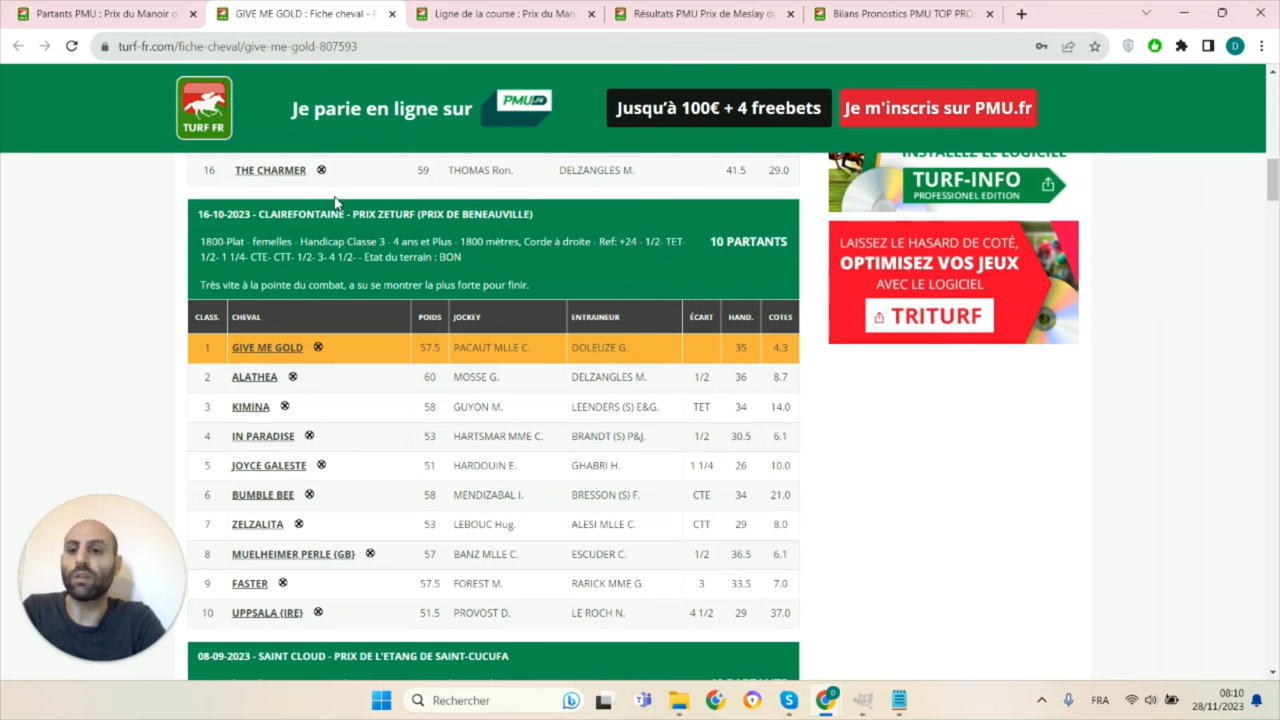 Partants PMU : Prix du Manoir d
GIVE ME GOLD : Fiche cheval - F
Ligne de la course : Prix du Man
Résultats PMU Prix de Meslay du
Bilans Pronostics PMU TOP PRO
turf-fr.com/fiche-cheval/give-me-gold-807593
D
TURF FR
Je parie en ligne sur
PMU.fr
Jusqu'à 100€ + 4 freebets
Je m'inscris sur PMU.fr
16 THE CHARMER 59 THOMAS Ron. DELZANGLES M. 41.5 29.0
INSTALLEZ LE LOGICIEL
TURF-INFO
PROFESSIONEL EDITION
16-10-2023 - CLAIREFONTAINE - PRIX ZETURF (PRIX DE BENEAUVILLE)
1800-Plat - femelles - Handicap Classe 3 - 4 ans et Plus - 1800 mètres, Corde à droite - Ref: +24 - 1/2- TET-
1/2- 1 1/4- CTE- CTT- 1/2- 3- 4 1/2- - Etat du terrain : BON
10 PARTANTS
Très vite à la pointe du combat, a su se montrer la plus forte pour finir.
LAISSEZ LE HASARD DE COTÉ,
OPTIMISEZ VOS JEUX
AVEC LE LOGICIEL
TRITURF
CLASS. CHEVAL POIDS JOCKEY ENTRAINEUR ÉCART HAND. COTES
1 GIVE ME GOLD 57.5 PACAUT MLLE C. DOLEUZE G. 35 4.3
2 ALATHEA 60 MOSSE G. DELZANGLES M. 1/2 36 8.7
3 KIMINA 58 GUYON M. LEENDERS (S) E&G. TET 34 14.0
4 IN PARADISE 53 HARTSMAR MME C. BRANDT (S) P&J. 1/2 30.5 6.1
5 JOYCE GALESTE 51 HARDOUIN E. GHABRI H. 1 1/4 26 10.0
6 BUMBLE BEE 58 MENDIZABAL I. BRESSON (S) F. CTE 34 21.0
7 ZELZALITA 53 LEBOUC Hug. ALESI MLLE C. CTT 29 8.0
8 MUELHEIMER PERLE {GB} 57 BANZ MLLE C. ESCUDER C. 1/2 36.5 6.1
9 FASTER 57.5 FOREST M. RARICK MME G. 3 33.5 7.0
10 UPPSALA {IRE} 51.5 PROVOST D. LE ROCH N. 4 1/2 29 37.0
08-09-2023 - SAINT CLOUD - PRIX DE L'ETANG DE SAINT-CUCUFA
Rechercher
FRA
08:10
28/11/2023